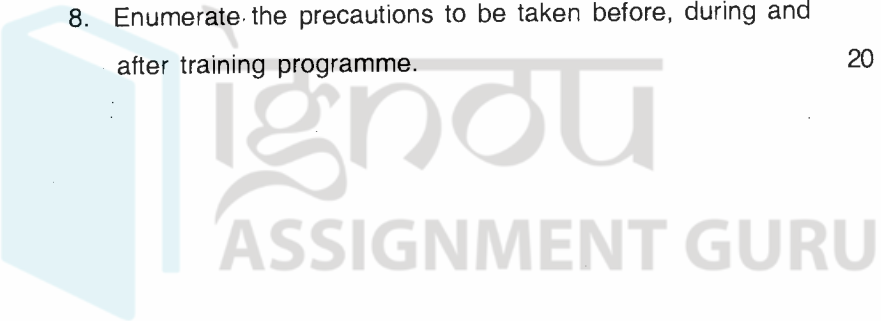 8. Enumerate the precautions to be taken before, during and
after training programme. 20
ignou
ASSIGNMENT GURU